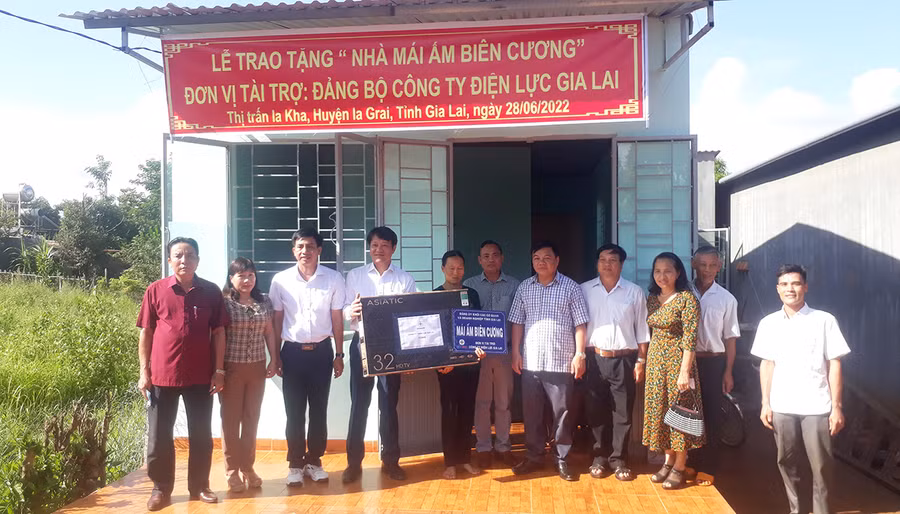 LỄ TRAO TẶNG “ NHÀ MÁI ẤM BIÊN CƯƠNG”
ĐƠN VỊ TÀI TRỢ: ĐẢNG BỘ CÔNG TY ĐIỆN LỰC GIA LAI
Thị trấn Ia Kha, Huyện Ia Grai, Tỉnh Gia Lai, ngày 28/06/2022
ASIATIC
32
HDTV
MÁI ẤM BIÊN CƯƠNG